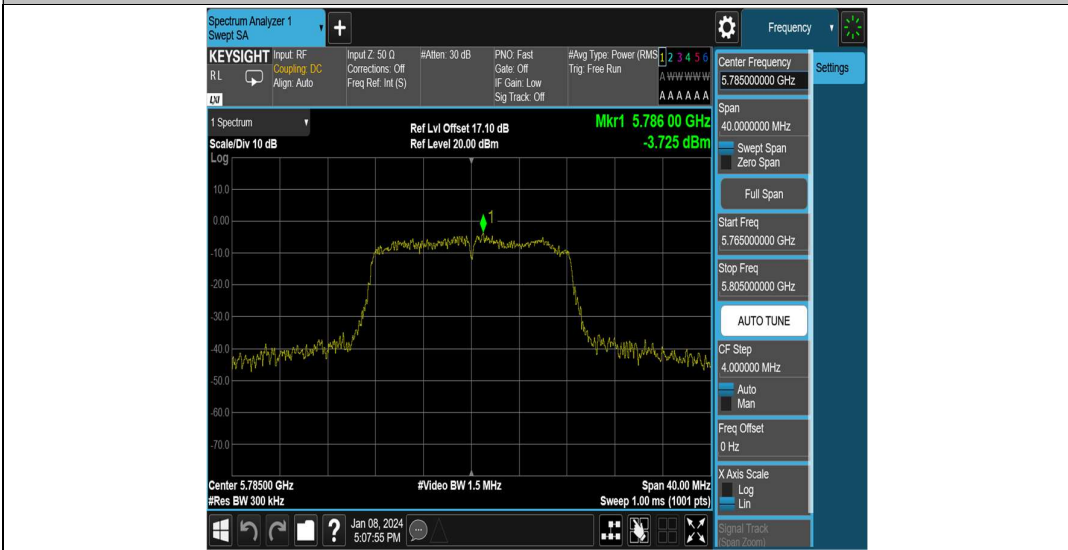 Spectrum Analyzer 1
Swept SA
+
Frequency
KEYSIGHT Input: RF Input Z: 50 Ω #Atten: 30 dB PNO: Fast #Avg Type: Power (RMS 1 2 3 4 5 6
RL Coupling: DC Corrections: Off Gate: Off Trig: Free Run A W W W W W
Align: Auto Freq Ref: Int (S) IF Gain: Low
LXI Sig Track: Off A A A A A A
1 Spectrum
Ref Lvl Offset 17.10 dB Mkr1 5.786 00 GHz
Scale/Div 10 dB Ref Level 20.00 dBm -3.725 dBm
Log
10.0
0.00
-10.0
-20.0
-30.0
-40.0
-50.0
-60.0
-70.0
1
Center 5.78500 GHz #Video BW 1.5 MHz Span 40.00 MHz
#Res BW 300 kHz Sweep 1.00 ms (1001 pts)
? Jan 08, 2024
5:07:55 PM
Center Frequency
5.785000000 GHz
Settings
Span
40.0000000 MHz
Swept Span
Zero Span
Full Span
Start Freq
5.765000000 GHz
Stop Freq
5.805000000 GHz
AUTO TUNE
CF Step
4.000000 MHz
Auto
Man
Freq Offset
0 Hz
X Axis Scale
Log
Lin
Signal Track
(Span Zoom)